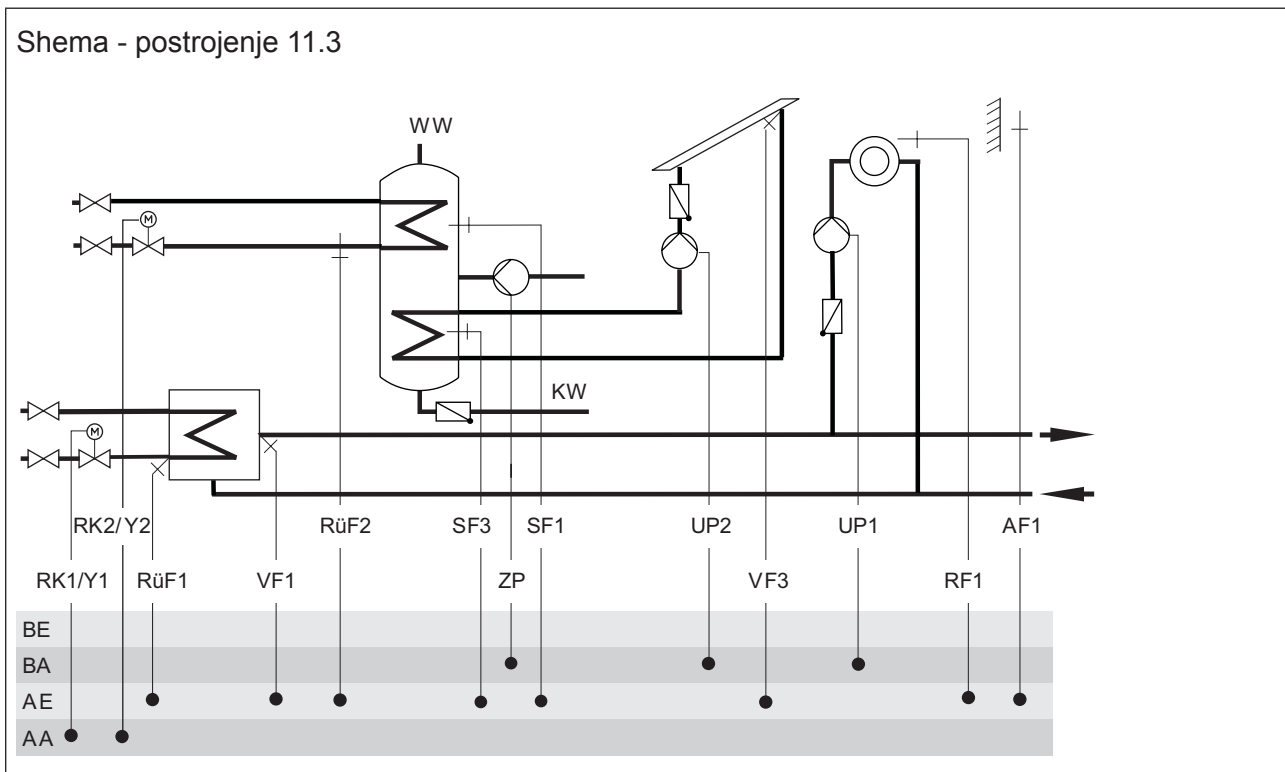 Shema - postrojenje 11.3
WW
M
KW
M
RK2/Y2 RüF2 SF3 SF1 UP2 UP1 AF1
RK1/Y1 RüF1 VF1 ZP VF3 RF1
BE
BA
AE
AA